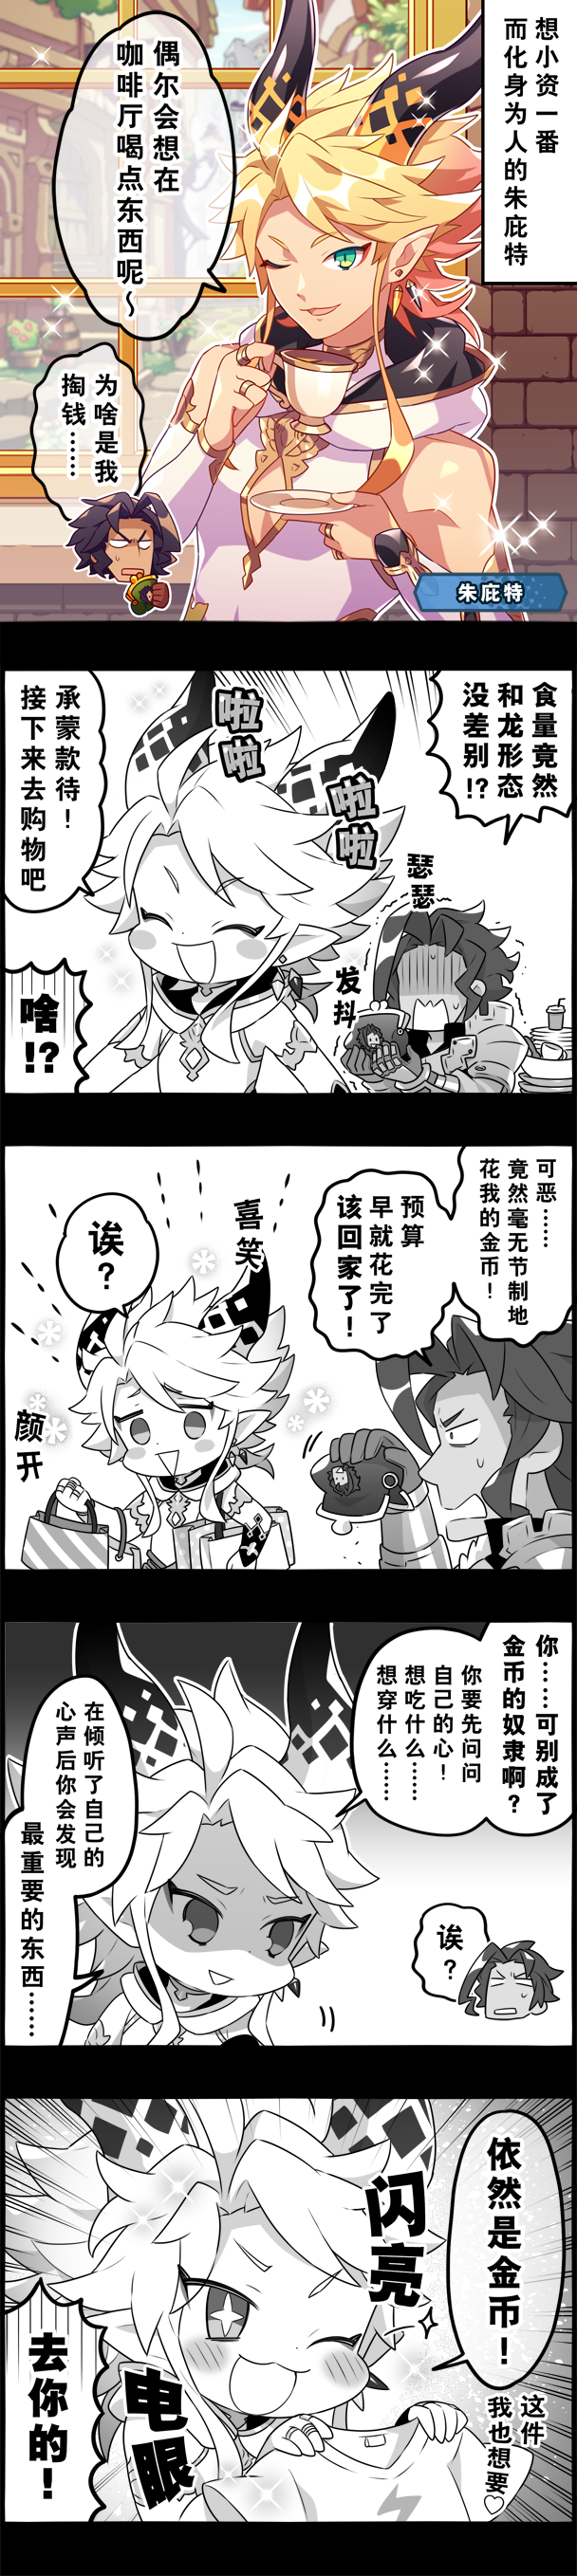 想小资一番
而化身为人的朱庇特
偶尔会想在
咖啡厅喝点东西呢～
为啥是我
掏钱……
朱庇特
食量竟然
和龙形态
没差别!?
啦啦
啦啦
承蒙款待！
接下来去购物吧
瑟瑟
发抖
啥!?
可恶……
竟然毫无节制地
花我的金币！
预算
早就花完了
该回家了！
喜笑
颜开
诶？
你……可别成了
金币的奴隶啊？
你要先问问
自己的心！
想吃什么……
想穿什么……
诶？
在倾听了自己的
心声后你会发现
最重要的东西……
依然是金币！
这件
我也想要♡
闪亮
电眼
去你的！